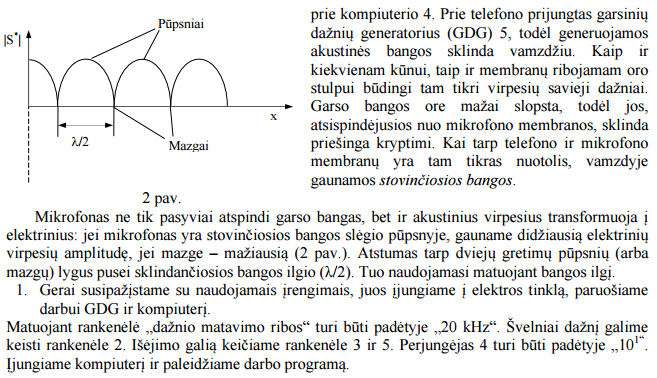 |S*|
Pūpsniai
x
λ/2
Mazgai
2 pav.
prie kompiuterio 4. Prie telefono prijungtas garsinių
dažnių generatorius (GDG) 5, todėl generuojamos
akustinės bangos sklinda vamzdžiu. Kaip ir
kiekvienam kūnui, taip ir membranų ribojamam oro
stulpui būdingi tam tikri virpesių savieji dažniai.
Garso bangos ore mažai slopsta, todėl jos,
atsispindėjusios nuo mikrofono membranos, sklinda
priešinga kryptimi. Kai tarp telefono ir mikrofono
membranų yra tam tikras nuotolis, vamzdyje
gaunamos stovinčiosios bangos.
Mikrofonas ne tik pasyviai atspindi garso bangas, bet ir akustinius virpesius transformuoja į
elektrinius: jei mikrofonas yra stovinčiosios bangos slėgio pūpsnyje, gauname didžiausią elektrinių
virpesių amplitudę, jei mazge – mažiausią (2 pav.). Atstumas tarp dviejų gretimų pūpsnių (arba
mazgų) lygus pusei sklindančiosios bangos ilgio (λ/2). Tuo naudojamasi matuojant bangos ilgį.
1. Gerai susipažįstame su naudojamais įrengimais, juos įjungiame į elektros tinklą, paruošiame
darbui GDG ir kompiuterį.
Matuojant rankenėlė „dažnio matavimo ribos“ turi būti padėtyje „20 kHz“. Švelniai dažnį galime
keisti rankenėle 2. Išėjimo galią keičiame rankenėle 3 ir 5. Perjungėjas 4 turi būti padėtyje „10¹“.
Įjungiame kompiuterį ir paleidžiame darbo programą.